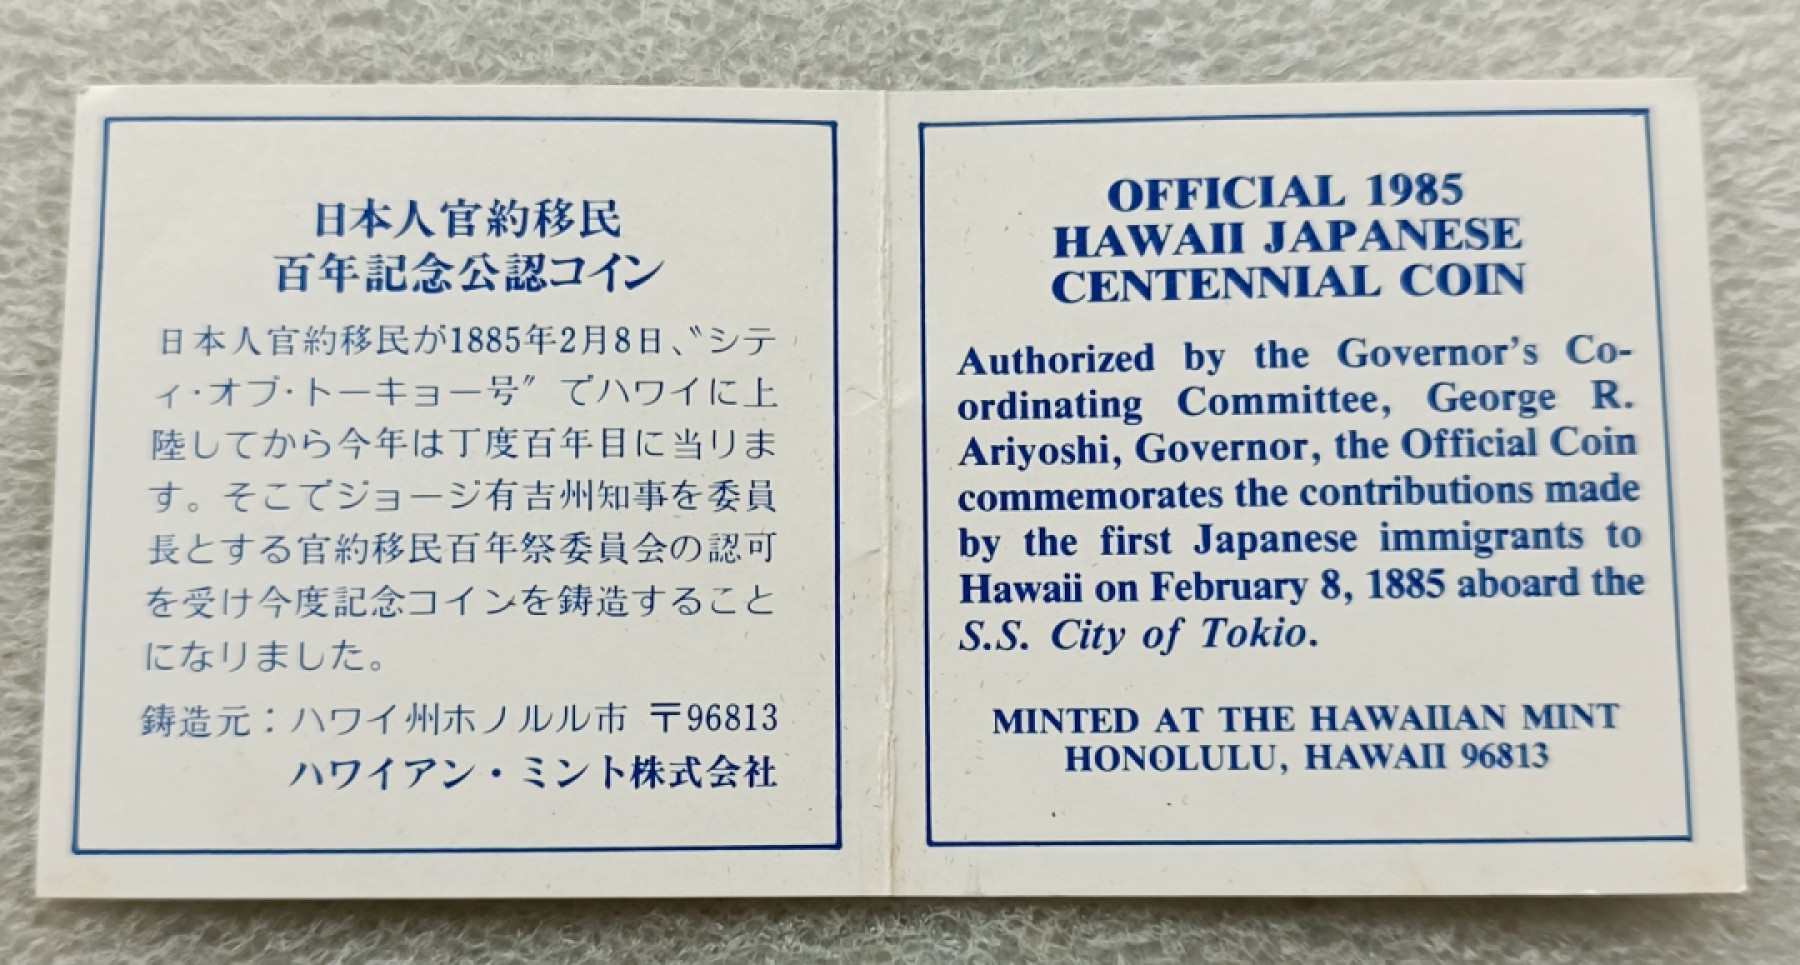 日本人官約移民
百年記念公認コイン
日本人官約移民が1885年2月8日、〝シテ
ィ・オブ・トーキョー号〞でハワイに上
陸してから今年は丁度百年目に当りま
す。そこでジョージ有吉州知事を委員
長とする官約移民百年祭委員会の認可
を受け今度記念コインを鋳造すること
になりました。
鋳造元：ハワイ州ホノルル市 〒96813
ハワイアン・ミント株式会社
OFFICIAL 1985
HAWAII JAPANESE
CENTENNIAL COIN
Authorized by the Governor's Co-
ordinating Committee, George R.
Ariyoshi, Governor, the Official Coin
commemorates the contributions made
by the first Japanese immigrants to
Hawaii on February 8, 1885 aboard the
S.S. City of Tokio.
MINTED AT THE HAWAIIAN MINT
HONOLULU, HAWAII 96813